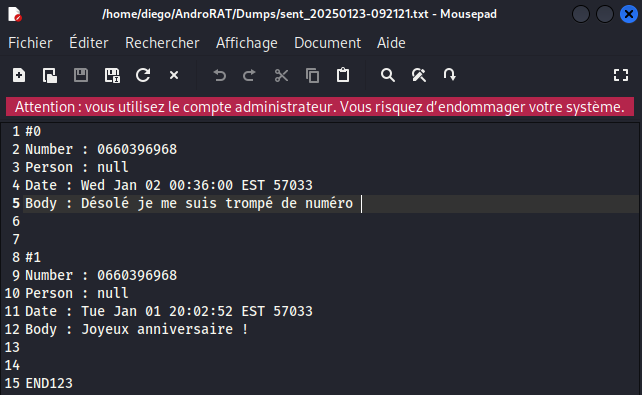 /home/diego/AndroRAT/Dumps/sent_20250123-092121.txt - Mousepad
Fichier Éditer Rechercher Affichage Document Aide
Attention : vous utilisez le compte administrateur. Vous risquez d'endommager votre système.
1 #0
2 Number : 0660396968
3 Person : null
4 Date : Wed Jan 02 00:36:00 EST 57033
5 Body : Désolé je me suis trompé de numéro
6
7
8 #1
9 Number : 0660396968
10 Person : null
11 Date : Tue Jan 01 20:02:52 EST 57033
12 Body : Joyeux anniversaire !
13
14
15 END123